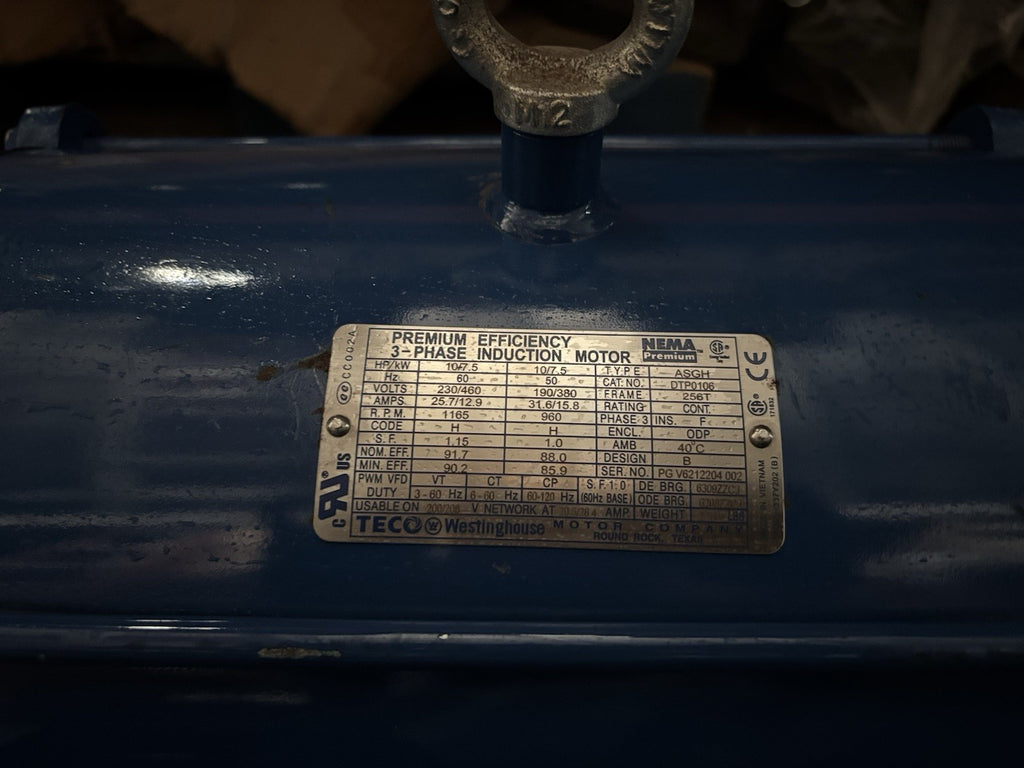 M12
PREMIUM EFFICIENCY
3-PHASE INDUCTION MOTOR
NEMA
Premium
CC002A
HP/kW 10/7.5 10/7.5 TYPE ASGH
Hz 60 50 CAT.NO. DTP0106
VOLTS 230/460 190/380 FRAME 256T
AMPS 25.7/12.9 31.6/15.8 RATING CONT.
R.P.M. 1165 960 PHASE 3 INS. F
CODE H H ENCL. ODP
S.F. 1.15 1.0 AMB 40°C
NOM. EFF. 91.7 88.0 DESIGN B
MIN. EFF. 90.2 85.9 SER. NO. PG V6212204 002
PWM VFD VT CT CP S.F 1.0 DE BRG
DUTY 3-60 Hz 6-60 Hz 60-120 Hz (60Hz BASE) ODE BRG
USABLE ON 200/208 V NETWORK AT AMP. WEIGHT
TECO Westinghouse MOTOR COMPANY
ROUND ROCK, TEXAS
C US
CE
171832
VIETNAM